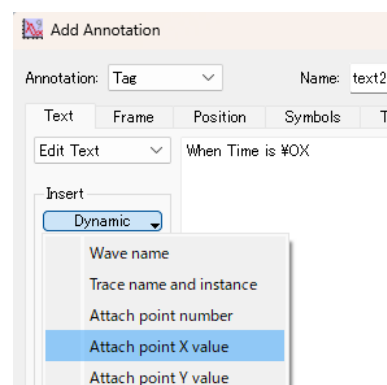 Add Annotation
Annotation: Tag Name: text2
Text Frame Position Symbols T
Edit Text When Time is ¥OX
Insert
Dynamic
Wave name
Trace name and instance
Attach point number
Attach point X value
Attach point Y value